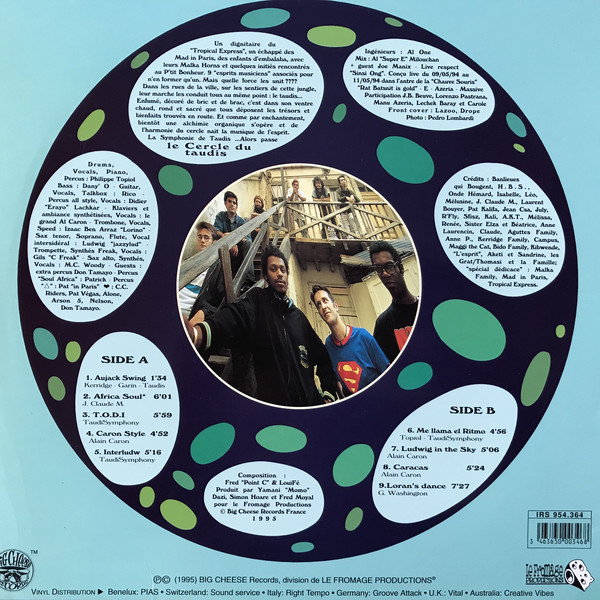 Un dignitaire du
"Tropical Express", un échappé des
Mad in Paris, des enfants d'embalaba, avec
leurs Malka Horns et quelques initiés rencontrés
au P'tit Bonheur. 9 "esprits musiciens" associés pour
n'en former qu'un. Mais quelle force les unit ????
Dans les rues de la ville, sur les sentiers de cette jungle,
leur marche les conduit tous au même point : le taudis...
Enfumé, décoré de bric et de brac, c'est dans son ventre
chaud, rond et sacré que tous déposent les trésors et
bienfaits trouvés en route. Et comme par enchantement,
bientôt une alchimie organique s'opère et de
l'harmonie du cercle naît la musique de l'esprit.
La Symphonie de Taudis ...Alors passe
le Cercle du
taudis
Ingénieurs : Al One
Mix : Al "Super E" Milouchan
+ guest Joe Manix - Live respect
"Sinai Ong". Conçu live du 09/05/94 au
11/05/94 dans l'antre de la "Chauve Souris"
"Rat Batsnit is gold" - E - Azeria - Massive
Participation J.B. Beuve, Lorenzo Pastrana,
Manu Azeria, Lechek Baray et Carole
Front cover : Lazoo, Drope
Photo : Pedro Lombardi
Drums,
Vocals, Piano,
Percus : Philippe Topiol
Bass : Dany' O - Guitar,
Vocals, Talkbox : Rico -
Percus all style, Vocals : Didier
"Erayo" Lachkar - Klaviers et
ambiance synthétisées, Vocals : le
grand Al Caron - Trombone, Vocals,
Speed : Izaac Ben Arraz "Lorino" -
Sax tenor, Soprano, Flute, Vocal
intersidéral : Ludwig "jazzylud" -
Trompette, Synthés Freak, Vocals :
Gils "C Freak" - Sax alto, Synthés,
Vocals : M.C. Woody - Guests :
extra percus Don Tamayo - Percus
"Soul Africa" : Patrick - Percus
"△" : Pat "in Paris" ♥ : C.C.
Riders, Pat Végas, Alone,
Arson 5, Nelson,
Don Tamayo.
Crédits : Banlieues
qui Bougent, H.B.S.,
Onde Hémard, Isabelle, Léo,
Mélusine, J. Claude M., Laurent
Bouyer, Pat Kalifa, Jean Csa, July,
R'Fly, Sliss, Kali, A.K.T., Mélissa,
Renée, Sister Elza et Béatrice, Anne
Laurencin, Claude, Aguttes Family,
Anne P., Kerridge Family, Campus,
Maggi the Cat, Bido Family, Kibwende,
"L'esprit", Aketi et Sandrine, les
Grat/Thomasi et la Famille;
"spécial dédicace" : Malka
Family, Mad in Paris,
Tropical Express.
SIDE A
1. Aujack Swing 1'34
Kerridge - Garin - Taudis
2. Africa Soul* 6'01
J. Claude M.
3. T.O.D.I 5'59
TaudiSymphony
4. Caron Style 4'52
Alain Caron
5. Interludw 5'16
TaudiSymphony
SIDE B
6. Me llama el Ritmo 4'56
Topiol - TaudiSymphony
7. Ludwig in the Sky 5'06
Alain Caron
8. Caracas 5'24
Alain Caron
9.Loran's dance 7'27
G. Washington
Composition :
Fred "Point C" & LouiFé
Produit par Yamani "Momo"
Dazi, Simon Hoare et Fred Moyal
pour le Fromage Productions
© Big Cheese Records France
1995
IRS 954.364
3 463650 003468
BIG CHEESE
RECORDS
TM
Le FROMAGE
PRODUCTIONS
℗© (1995) BIG CHEESE Records, division de LE FROMAGE PRODUCTIONS®
VINYL DISTRIBUTION ▶ Benelux: PIAS • Switzerland: Sound service • Italy: Right Tempo • Germany: Groove Attack • U.K.: Vital • Australia: Creative Vibes